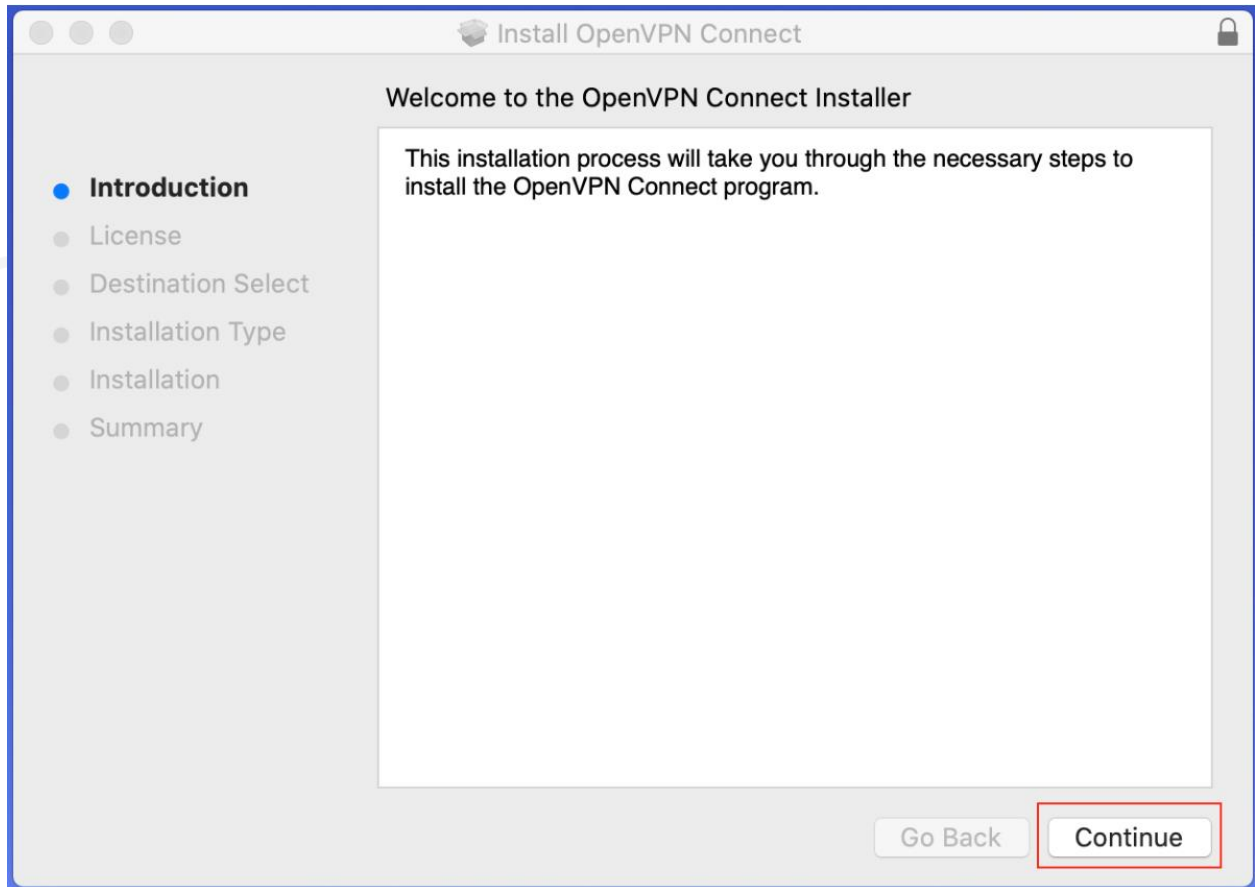 Install OpenVPN Connect
Welcome to the OpenVPN Connect Installer
Introduction
License
Destination Select
Installation Type
Installation
Summary
This installation process will take you through the necessary steps to
install the OpenVPN Connect program.
Go Back
Continue